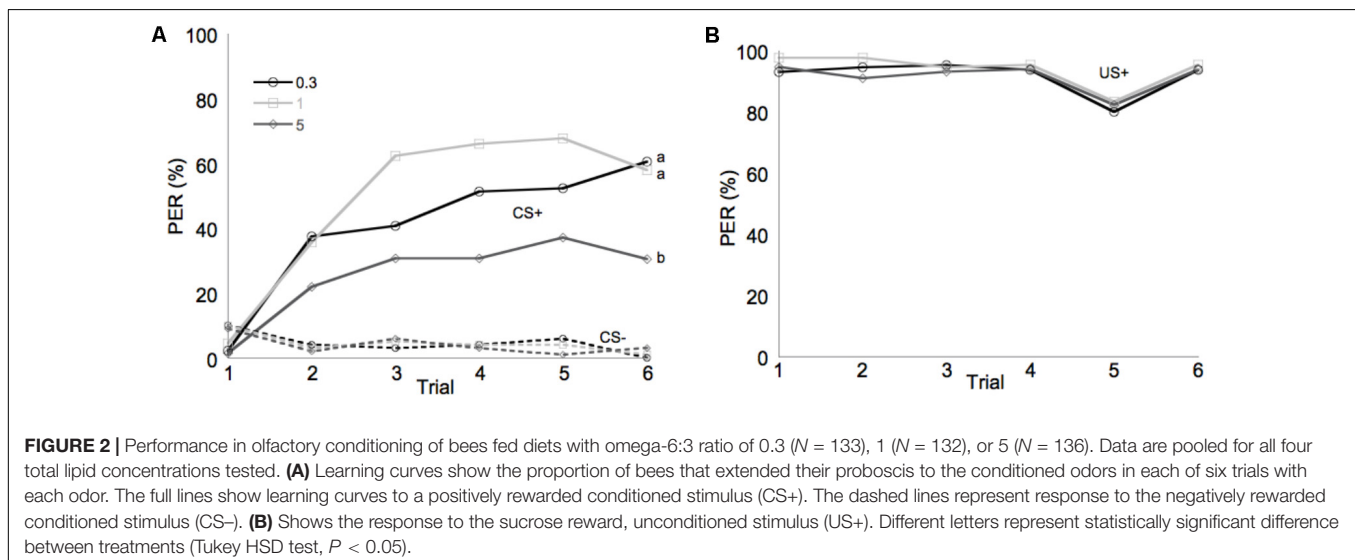 A
100
80
60
40
20
0
PER (%)
0.3
1
5
a
a
CS+
b
CS-
1 2 3 4 5 6
Trial
B
100
80
60
40
20
0
PER (%)
US+
1 2 3 4 5 6
Trial
FIGURE 2 | Performance in olfactory conditioning of bees fed diets with omega-6:3 ratio of 0.3 (N = 133), 1 (N = 132), or 5 (N = 136). Data are pooled for all four
total lipid concentrations tested. (A) Learning curves show the proportion of bees that extended their proboscis to the conditioned odors in each of six trials with
each odor. The full lines show learning curves to a positively rewarded conditioned stimulus (CS+). The dashed lines represent response to the negatively rewarded
conditioned stimulus (CS–). (B) Shows the response to the sucrose reward, unconditioned stimulus (US+). Different letters represent statistically significant difference
between treatments (Tukey HSD test, P < 0.05).